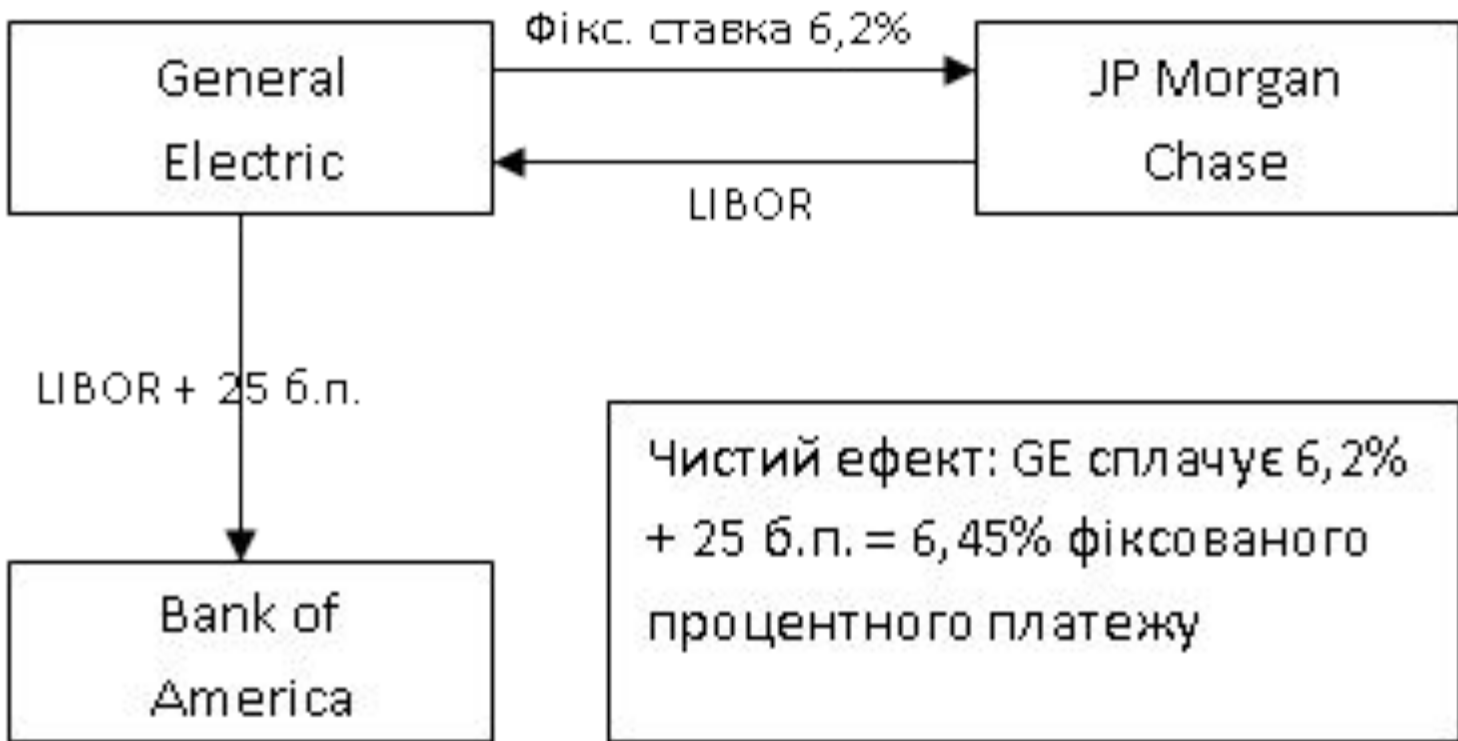 Фікс. ставка 6,2%
General
Electric
JP Morgan
Chase
LIBOR
LIBOR + 25 б.п.
Чистий ефект: GE сплачує 6,2%
+ 25 б.п. = 6,45% фіксованого
процентного платежу
Bank of
America